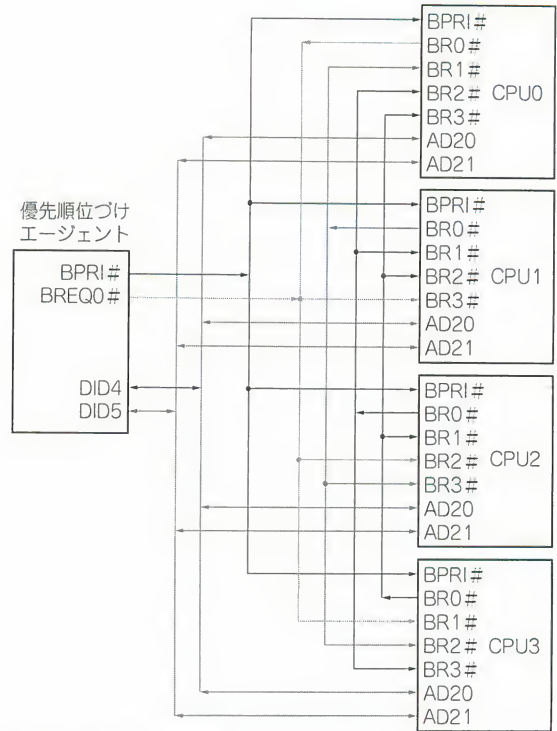 優先順位づけ
エージェント
BPRI#
BREQ0#
DID4
DID5
BPRI#
BR0#
BR1#
BR2# CPU0
BR3#
AD20
AD21
BPRI#
BR0#
BR1#
BR2# CPU1
BR3#
AD20
AD21
BPRI#
BR0#
BR1#
BR2# CPU2
BR3#
AD20
AD21
BPRI#
BR0#
BR1#
BR2# CPU3
BR3#
AD20
AD21